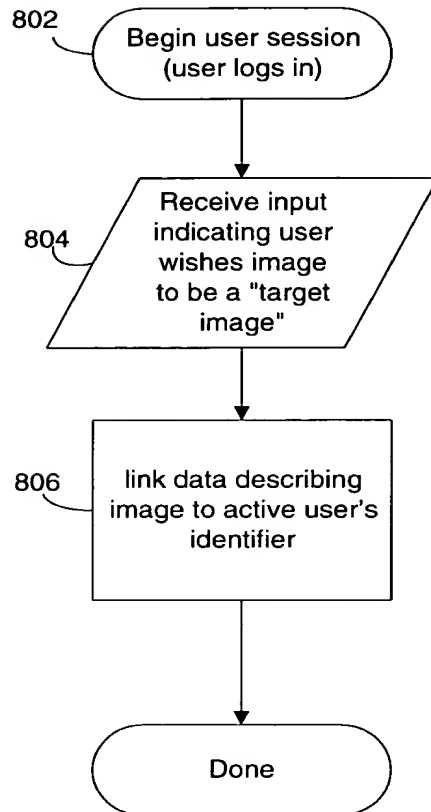 802
Begin user session
(user logs in)
804
Receive input
indicating user
wishes image
to be a "target
image"
806
link data describing
image to active user's
identifier
Done